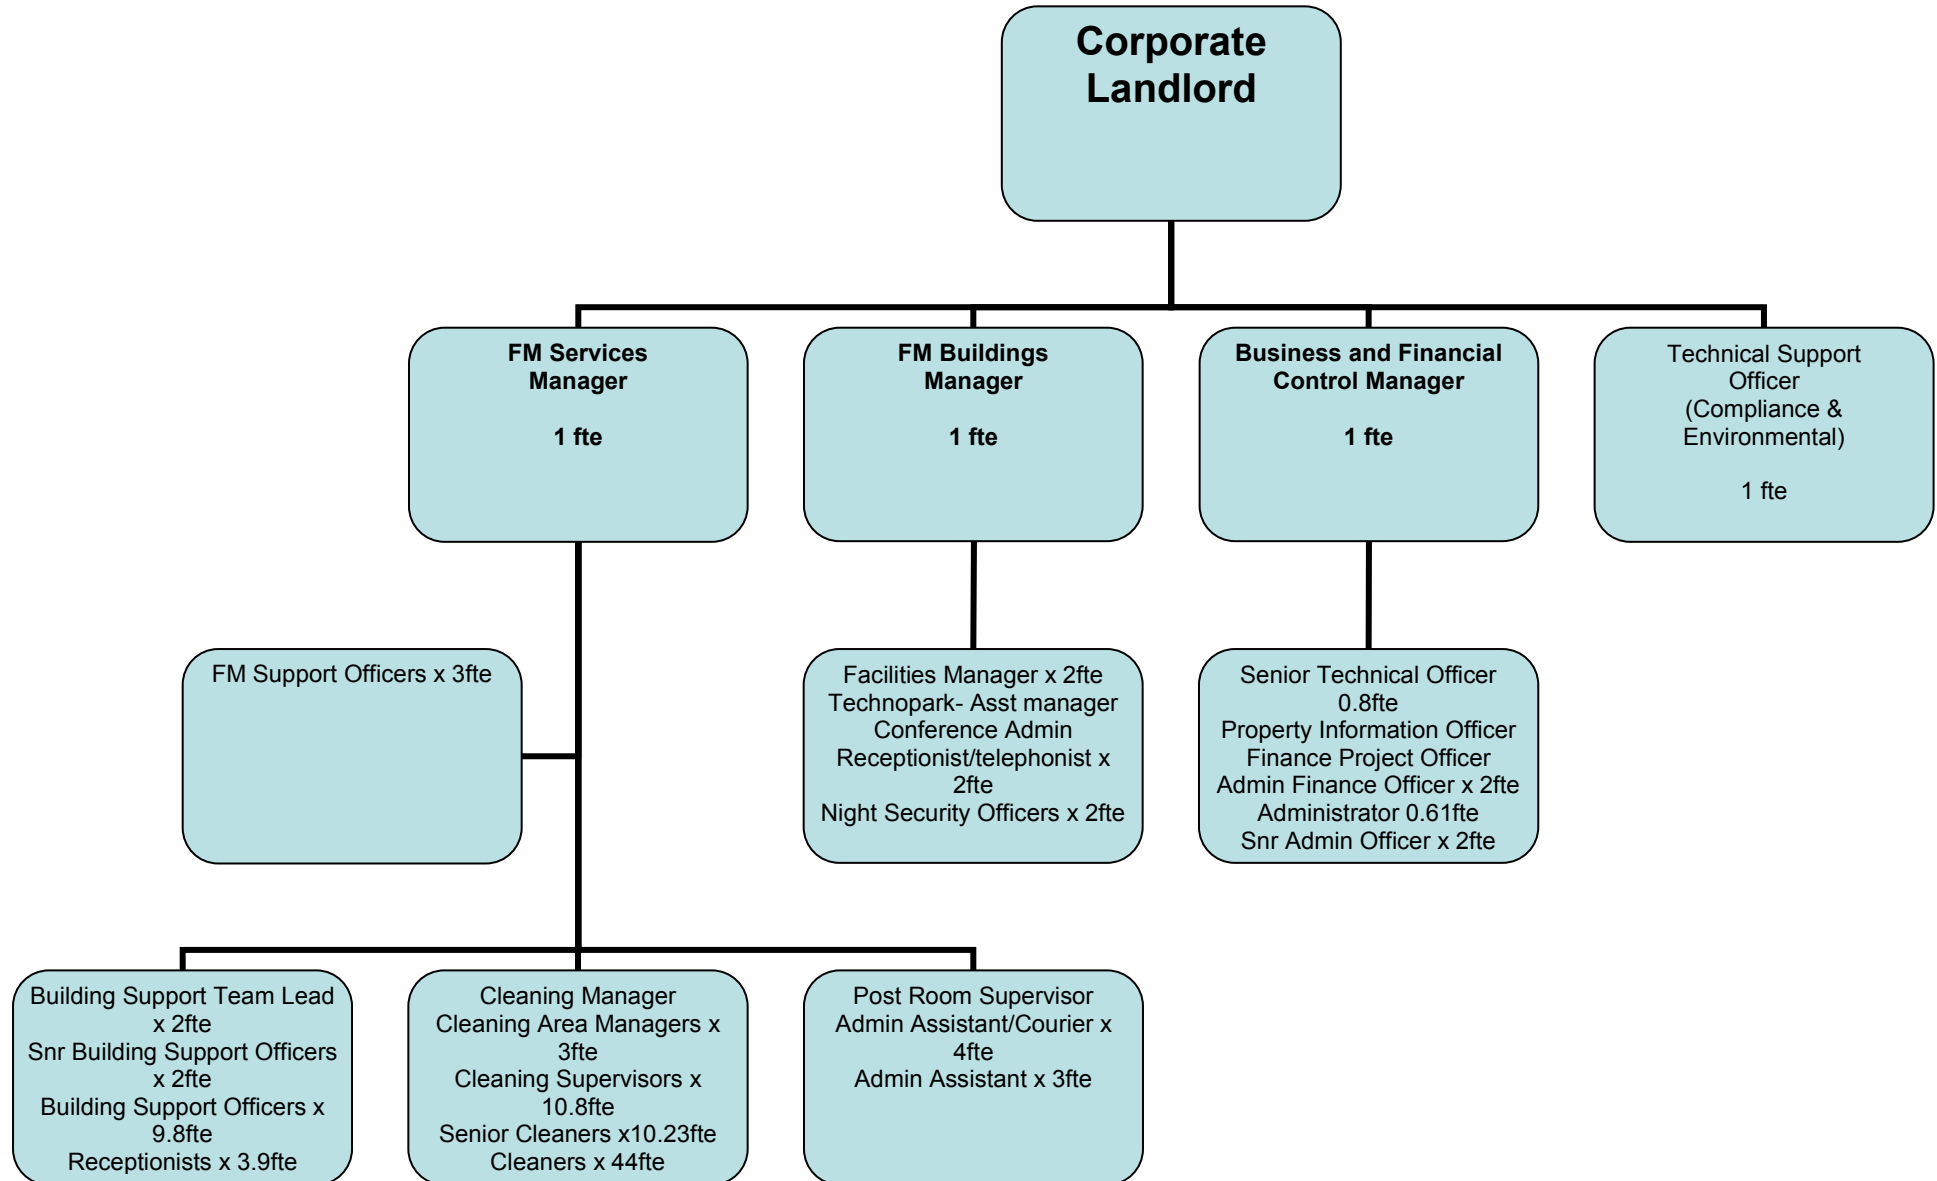 Corporate
Landlord
FM Services
Manager
1 fte
FM Buildings
Manager
1 fte
Business and Financial
Control Manager
1 fte
Technical Support
Officer
(Compliance &
Environmental)
1 fte
FM Support Officers x 3fte
Facilities Manager x 2fte
Technopark- Asst manager
Conference Admin
Receptionist/telephonist x
2fte
Night Security Officers x 2fte
Senior Technical Officer
0.8fte
Property Information Officer
Finance Project Officer
Admin Finance Officer x 2fte
Administrator 0.61fte
Snr Admin Officer x 2fte
Building Support Team Lead
x 2fte
Snr Building Support Officers
x 2fte
Building Support Officers x
9.8fte
Receptionists x 3.9fte
Cleaning Manager
Cleaning Area Managers x
3fte
Cleaning Supervisors x
10.8fte
Senior Cleaners x10.23fte
Cleaners x 44fte
Post Room Supervisor
Admin Assistant/Courier x
4fte
Admin Assistant x 3fte